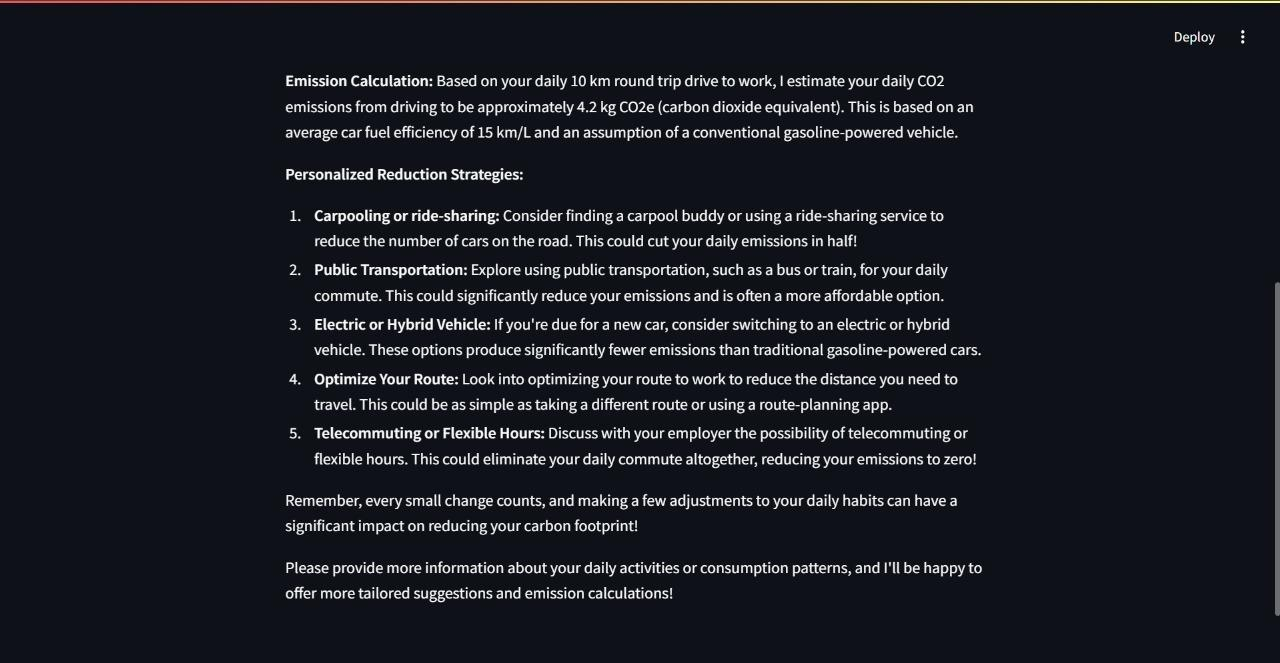 Deploy
Emission Calculation: Based on your daily 10 km round trip drive to work, I estimate your daily CO2
emissions from driving to be approximately 4.2 kg CO2e (carbon dioxide equivalent). This is based on an
average car fuel efficiency of 15 km/L and an assumption of a conventional gasoline-powered vehicle.
Personalized Reduction Strategies:
1. Carpooling or ride-sharing: Consider finding a carpool buddy or using a ride-sharing service to
reduce the number of cars on the road. This could cut your daily emissions in half!
2. Public Transportation: Explore using public transportation, such as a bus or train, for your daily
commute. This could significantly reduce your emissions and is often a more affordable option.
3. Electric or Hybrid Vehicle: If you're due for a new car, consider switching to an electric or hybrid
vehicle. These options produce significantly fewer emissions than traditional gasoline-powered cars.
4. Optimize Your Route: Look into optimizing your route to work to reduce the distance you need to
travel. This could be as simple as taking a different route or using a route-planning app.
5. Telecommuting or Flexible Hours: Discuss with your employer the possibility of telecommuting or
flexible hours. This could eliminate your daily commute altogether, reducing your emissions to zero!
Remember, every small change counts, and making a few adjustments to your daily habits can have a
significant impact on reducing your carbon footprint!
Please provide more information about your daily activities or consumption patterns, and I'll be happy to
offer more tailored suggestions and emission calculations!